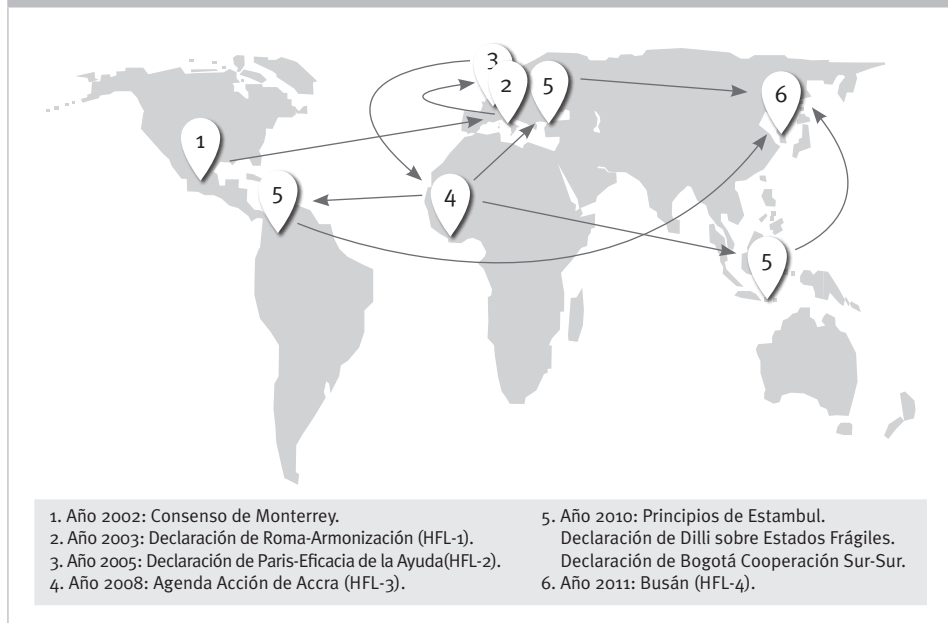 3
2
5
6
1
5
4
5
1. Año 2002: Consenso de Monterrey.
2. Año 2003: Declaración de Roma-Armonización (HFL-1).
3. Año 2005: Declaración de Paris-Eficacia de la Ayuda(HFL-2).
4. Año 2008: Agenda Acción de Accra (HFL-3).
5. Año 2010: Principios de Estambul.
Declaración de Dilli sobre Estados Frágiles.
Declaración de Bogotá Cooperación Sur-Sur.
6. Año 2011: Busán (HFL-4).